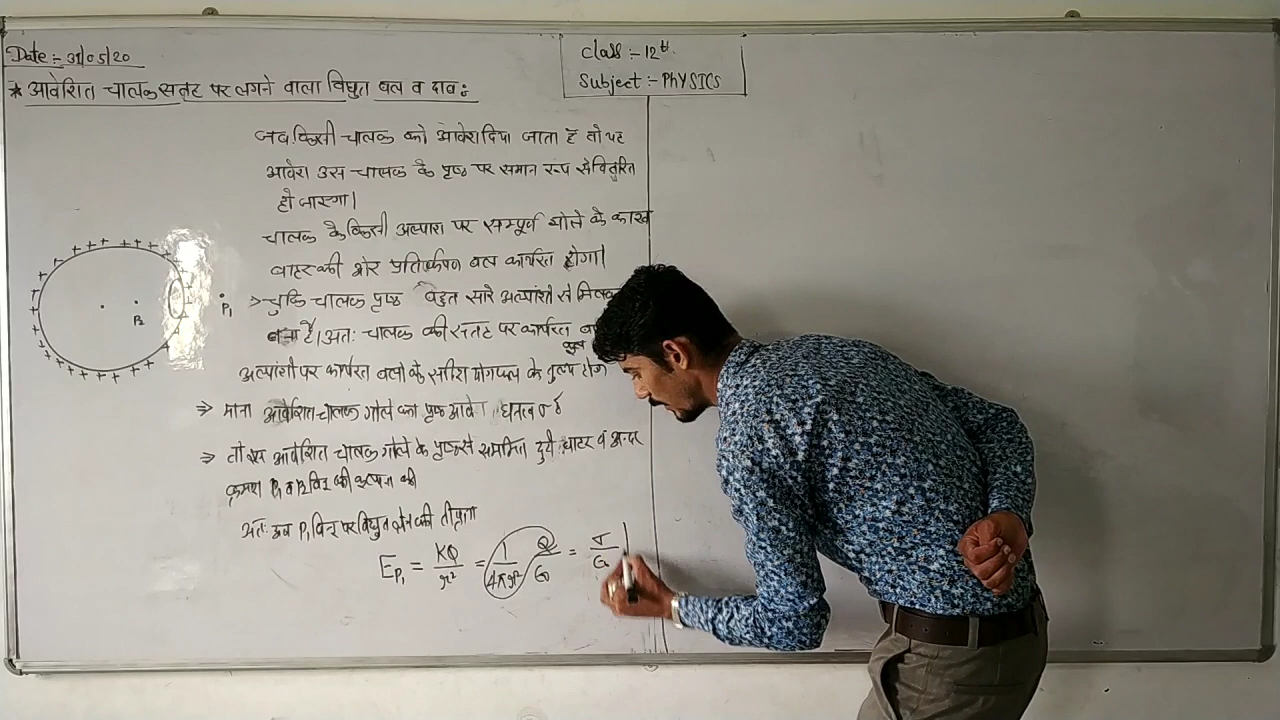 Date:- 31/05/20
Class :- 12th
Subject :- PhYSICS
* आवेशित चालक सतह पर लगने वाला विद्युत बल व दाब :
जब किसी चालक को आवेश दिया जाता है तो यह
आवेश उस चालक के पृष्ठ पर समान रूप से वितरित
हो जाएगा।
चालक के किसी अल्पांश पर सम्पूर्ण गोले के कारण
बाहर की ओर प्रतिकर्षण बल कार्यरत होगा।
→ चुकि चालक पृष्ठ बहुत सारे अल्पांशो से मिलकर
बना है। अतः चालक की सतह पर कार्यरत
अल्पांशो पर कार्यरत बलो के सदिश योगफल के तुल्य होगा
⇒ माना आवेशित चालक गोले का पृष्ठ आवेश घनत्व σ है
⇒ तो इस आवेशित चालक गोले के पृष्ठ से सममित दुरी बाहर व अन्दर
क्रमशः P₁ व P₂ बिन्दु की कल्पना की
अतः अब P₁ बिन्दु पर विद्युत क्षेत्र की तीव्रता
E_P₁ = KQ/r² = 1/4πr² Q/ε₀ = σ/ε₀
+ + + + + + + + + + + + + + + + + + + + + + + + + + + +
P₂
P₁